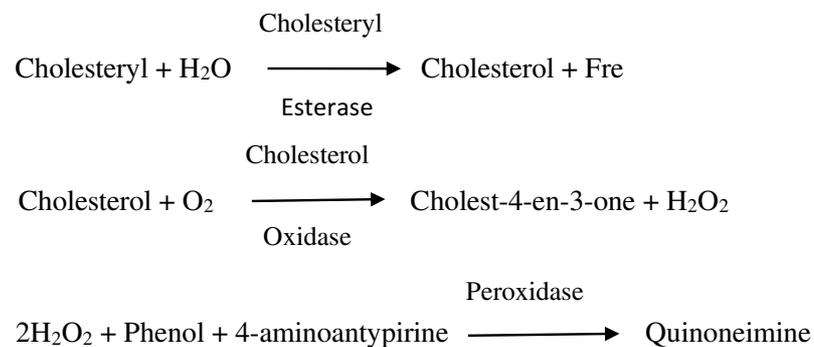 Cholesteryl
Cholesteryl + H₂O Cholesterol + Fre
Esterase
Cholesterol
Cholesterol + O₂ Cholest-4-en-3-one + H₂O₂
Oxidase
Peroxidase
2H₂O₂ + Phenol + 4-aminoantypirine Quinoneimine